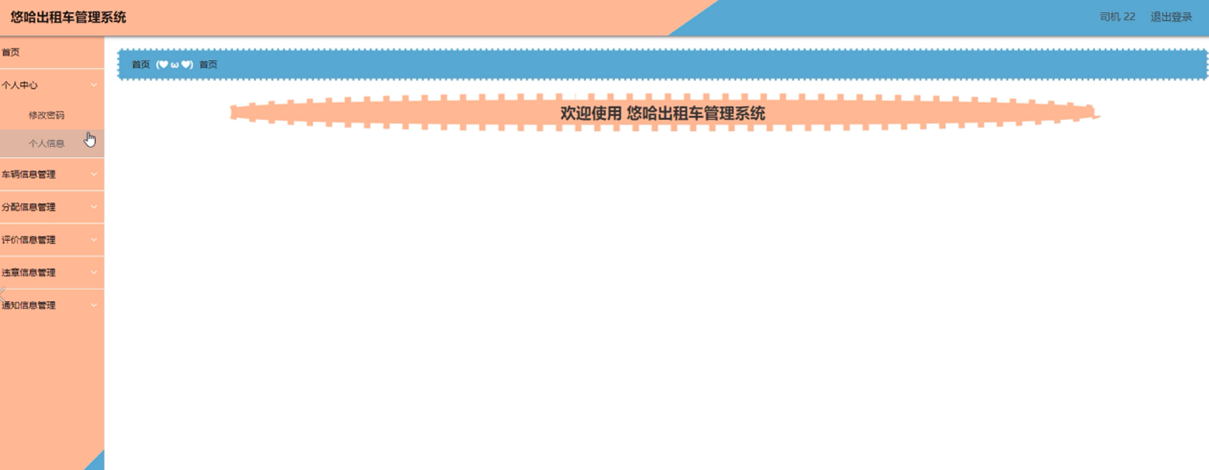 悠哈出租车管理系统
司机 22 退出登录
首页
首页 (♥ ω ♥) 首页
欢迎使用 悠哈出租车管理系统
个人中心
修改密码
个人信息
车辆信息管理
分配信息管理
评价信息管理
违章信息管理
通知信息管理